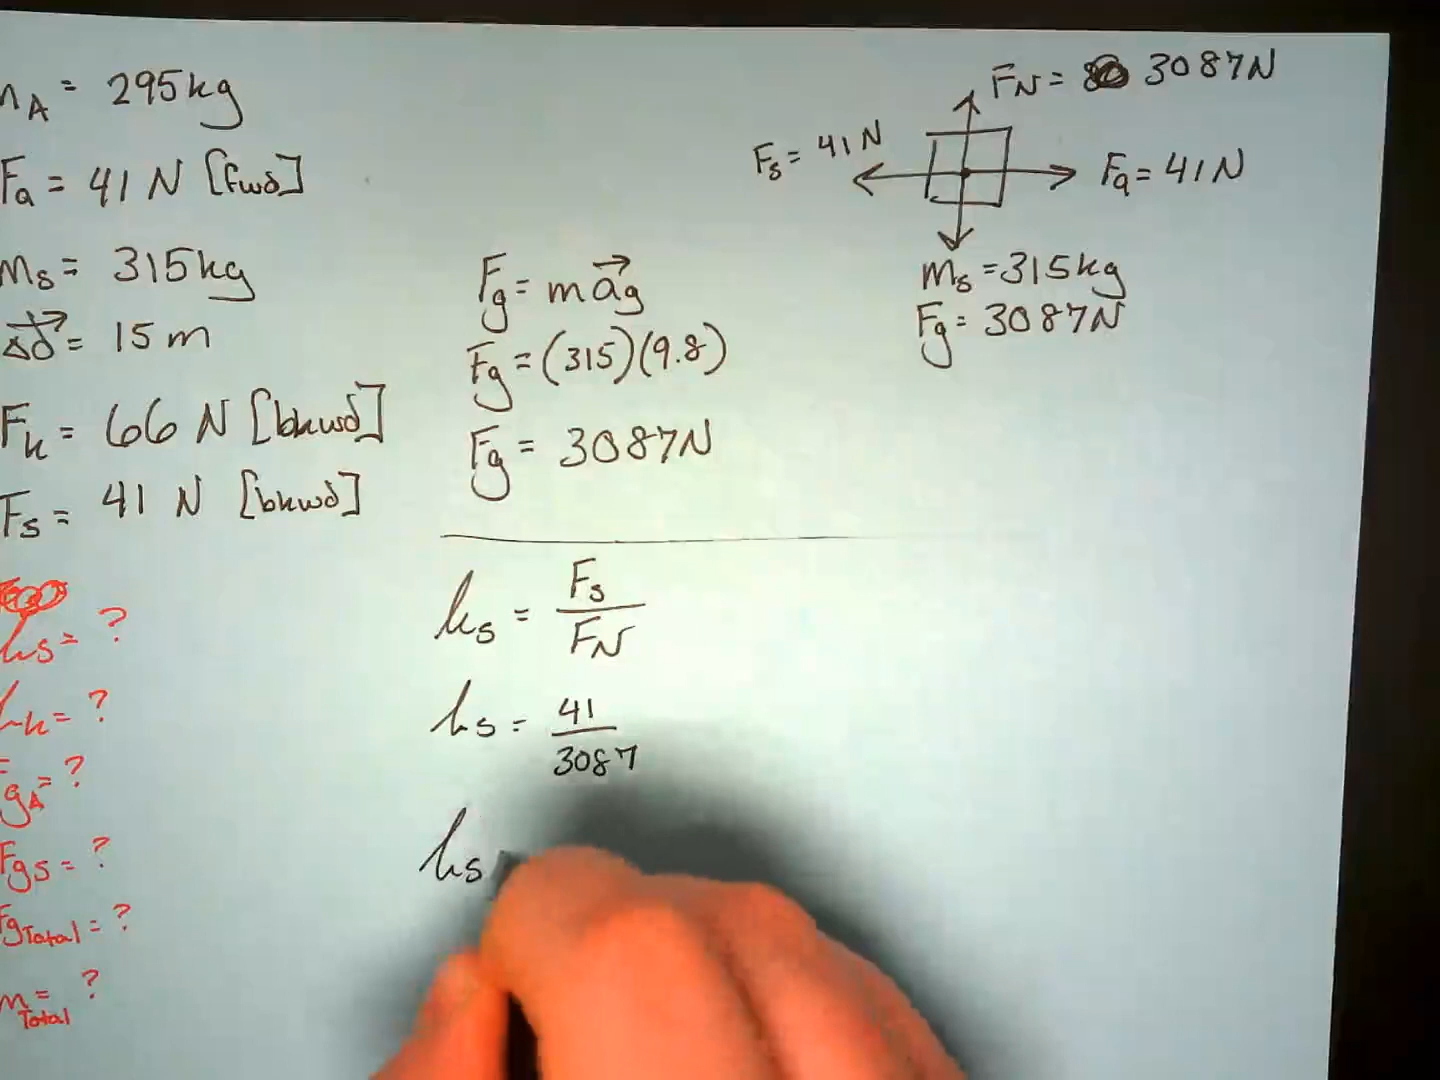 mA = 295kg
Fa = 41 N [fwd]
ms = 315kg
Δd = 15 m
Fk = 66 N [bkwd]
Fs = 41 N [bkwd]
μs = ?
μk = ?
FgA = ?
Fgs = ?
FgTotal = ?
mTotal = ?
Fg = mag
Fg = (315)(9.8)
Fg = 3087N
μs = Fs/FN
μs = 41/3087
μs
FN = 3087N
Fs = 41N
Fa = 41N
ms = 315kg
Fg = 3087N